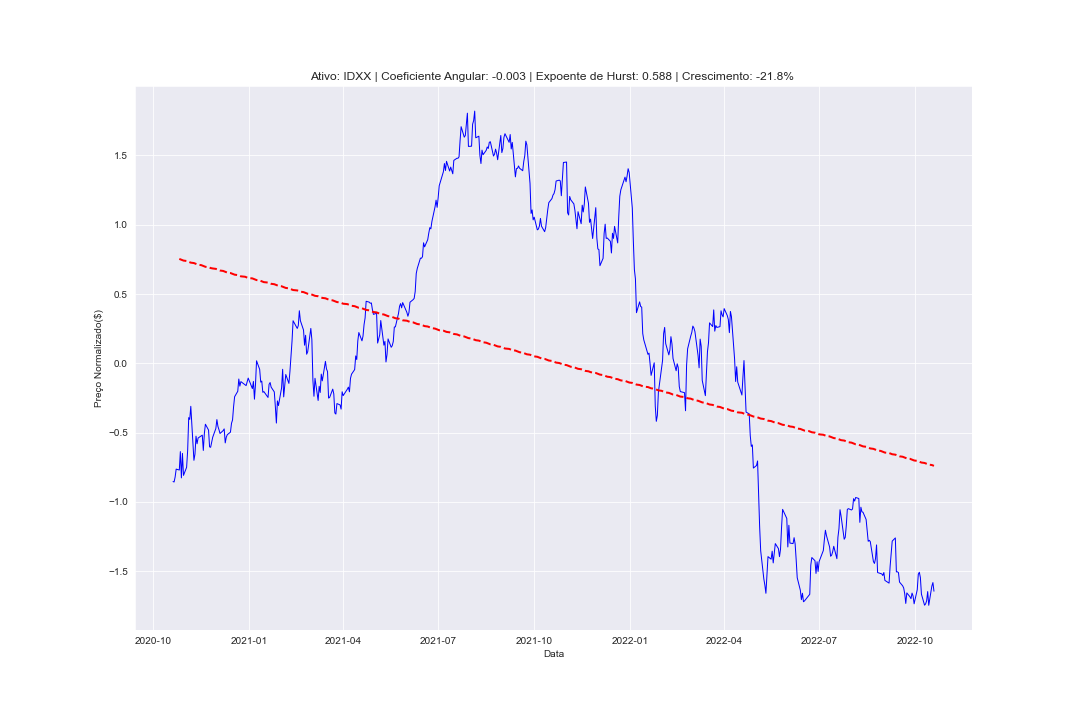 Ativo: IDXX | Coeficiente Angular: -0.003 | Expoente de Hurst: 0.588 | Crescimento: -21.8%
1.5
1.0
0.5
0.0
−0.5
−1.0
−1.5
Preço Normalizado($)
2020-10 2021-01 2021-04 2021-07 2021-10 2022-01 2022-04 2022-07 2022-10
Data